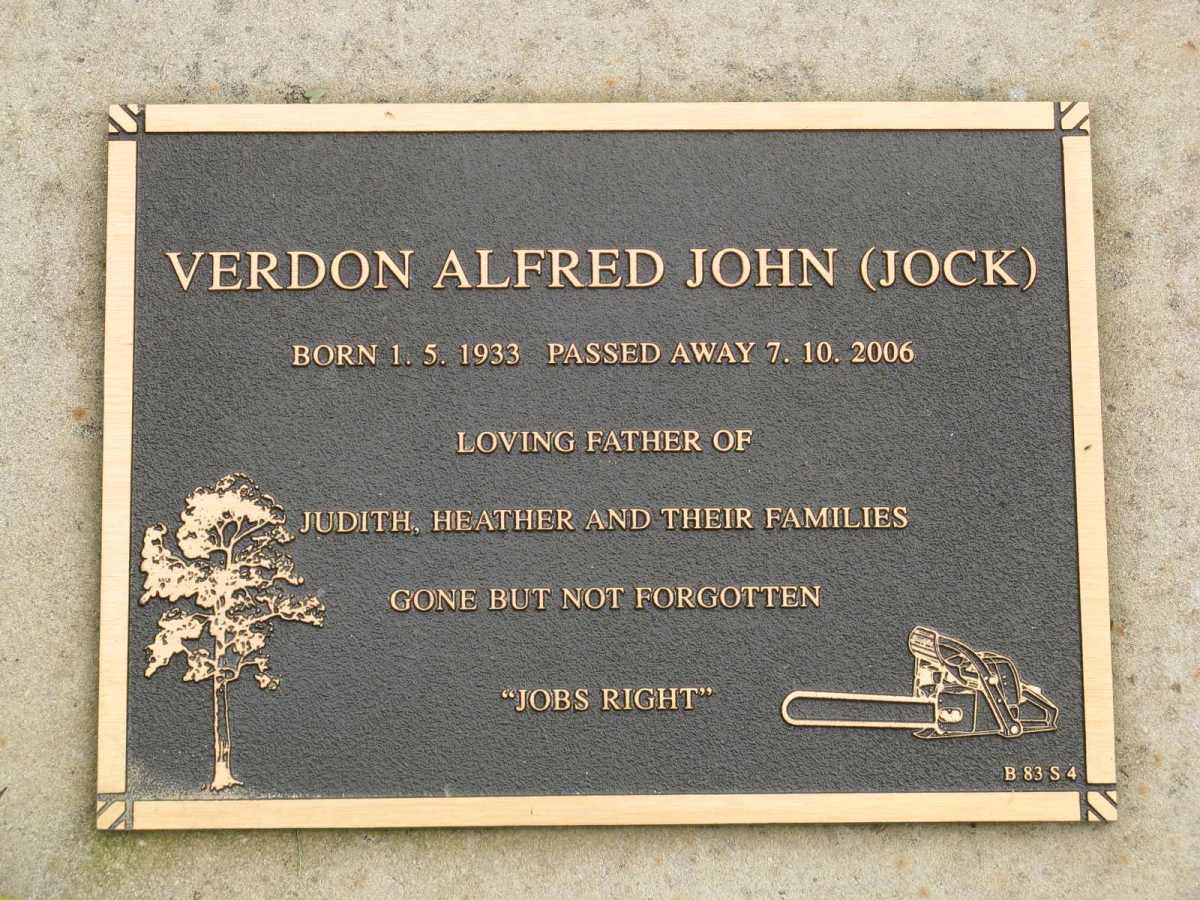 VERDON ALFRED JOHN (JOCK)
BORN 1. 5. 1933 PASSED AWAY 7. 10. 2006
LOVING FATHER OF
JUDITH, HEATHER AND THEIR FAMILIES
GONE BUT NOT FORGOTTEN
“JOBS RIGHT”
B 83 S 4